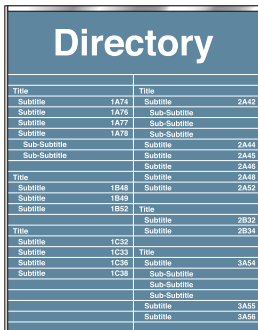 Directory
Title
Subtitle 1A74
Subtitle 1A76
Subtitle 1A77
Subtitle 1A78
Sub-Subtitle
Sub-Subtitle
Title
Subtitle 1B48
Subtitle 1B49
Subtitle 1B52
Title
Subtitle 1C32
Subtitle 1C33
Subtitle 1C36
Subtitle 1C38
Subtitle 2A42
Sub-Subtitle
Sub-Subtitle
Sub-Subtitle
Subtitle 2A44
Subtitle 2A45
Subtitle 2A46
Subtitle 2A48
Subtitle 2A52
Title
Subtitle 2B32
Subtitle 2B34
Title
Subtitle 3A54
Sub-Subtitle
Sub-Subtitle
Sub-Subtitle
Subtitle 3A55
Subtitle 3A56